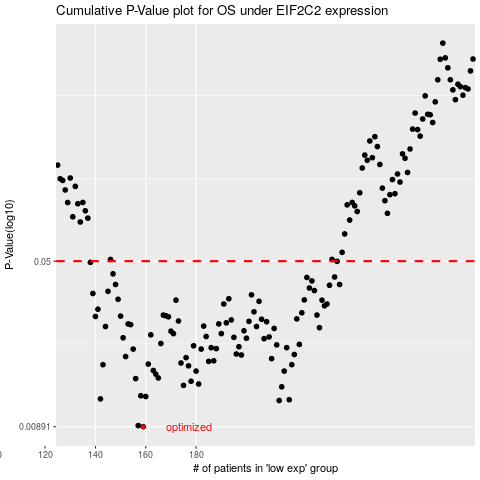 Cumulative P-Value plot for OS under EIF2C2 expression
P-Value(log10)
0.05
0.00891
optimized
0 120 140 160 180
# of patients in 'low exp' group